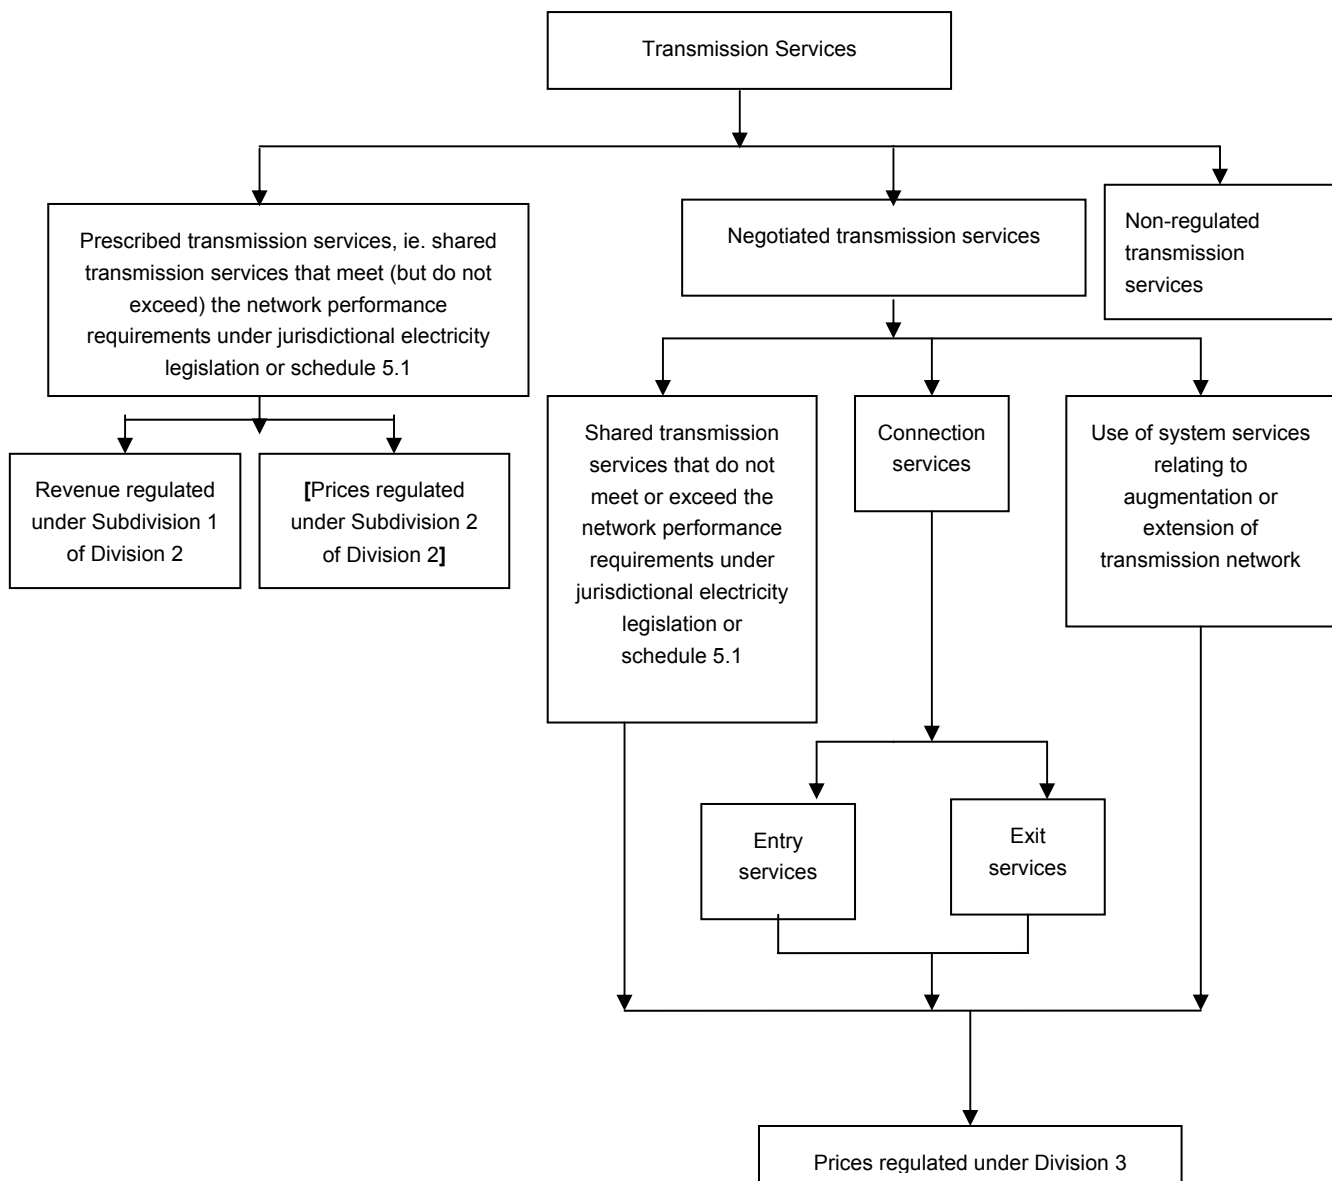 Transmission Services
Prescribed transmission services, ie. shared
transmission services that meet (but do not
exceed) the network performance
requirements under jurisdictional electricity
legislation or schedule 5.1
Negotiated transmission services
Non-regulated
transmission
services
Revenue regulated
under Subdivision 1
of Division 2
[Prices regulated
under Subdivision 2
of Division 2]
Shared transmission
services that do not
meet or exceed the
network performance
requirements under
jurisdictional electricity
legislation or
schedule 5.1
Connection
services
Use of system services
relating to
augmentation or
extension of
transmission network
Entry
services
Exit
services
Prices regulated under Division 3